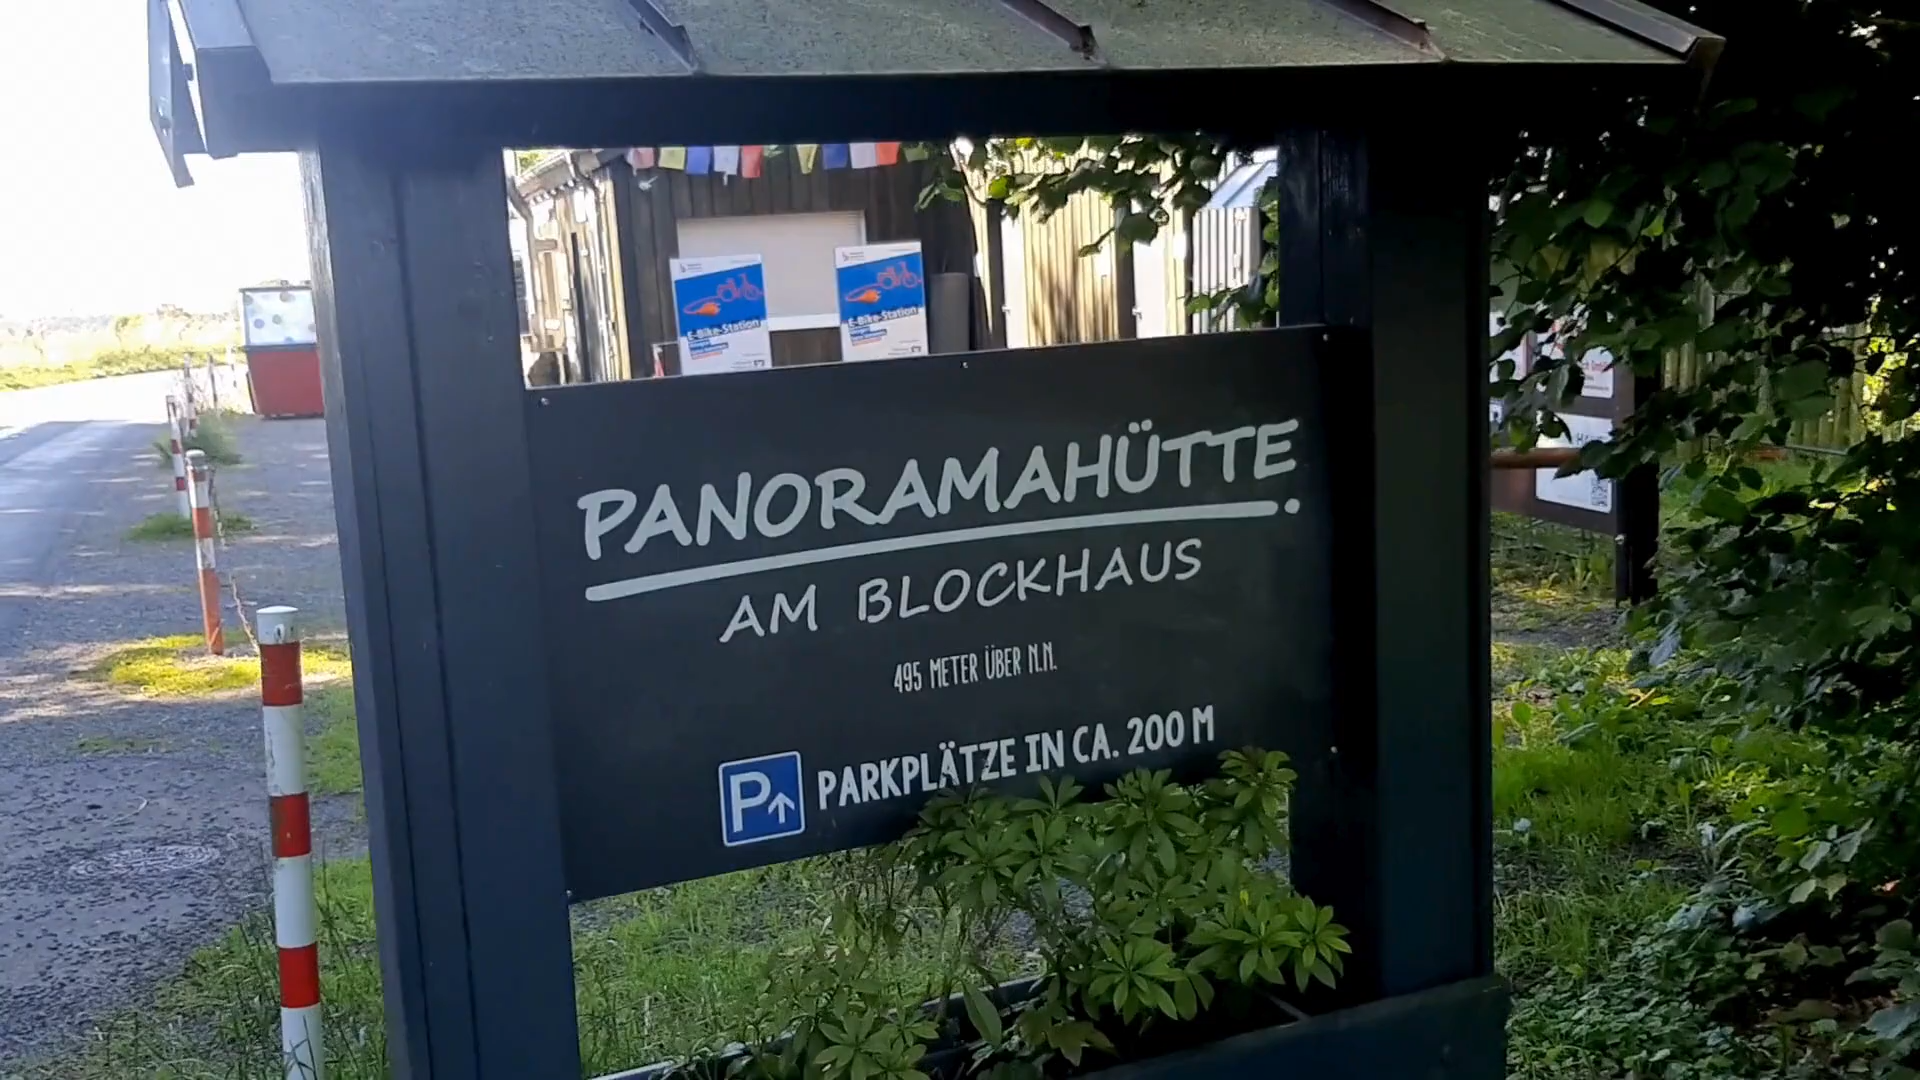 E-Bike-Station
E-Bike-Station
PANORAMAHÜTTE.
AM BLOCKHAUS
495 METER ÜBER N.N.
P PARKPLÄTZE IN CA. 200 M